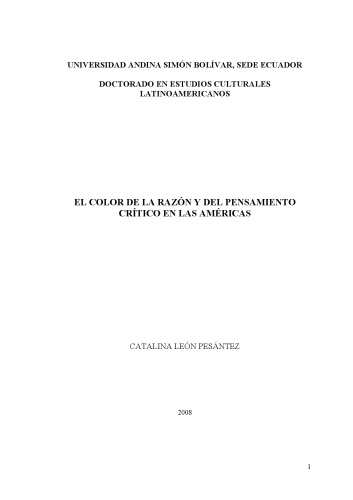 UNIVERSIDAD ANDINA SIMÓN BOLÍVAR, SEDE ECUADOR
DOCTORADO EN ESTUDIOS CULTURALES
LATINOAMERICANOS
EL COLOR DE LA RAZÓN Y DEL PENSAMIENTO
CRÍTICO EN LAS AMÉRICAS
CATALINA LEÓN PESÁNTEZ
2008
1